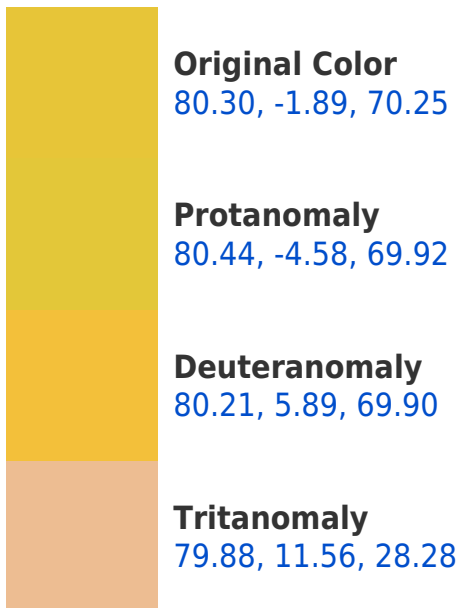 Original Color
80.30, -1.89, 70.25
Protanomaly
80.44, -4.58, 69.92
Deuteranomaly
80.21, 5.89, 69.90
Tritanomaly
79.88, 11.56, 28.28